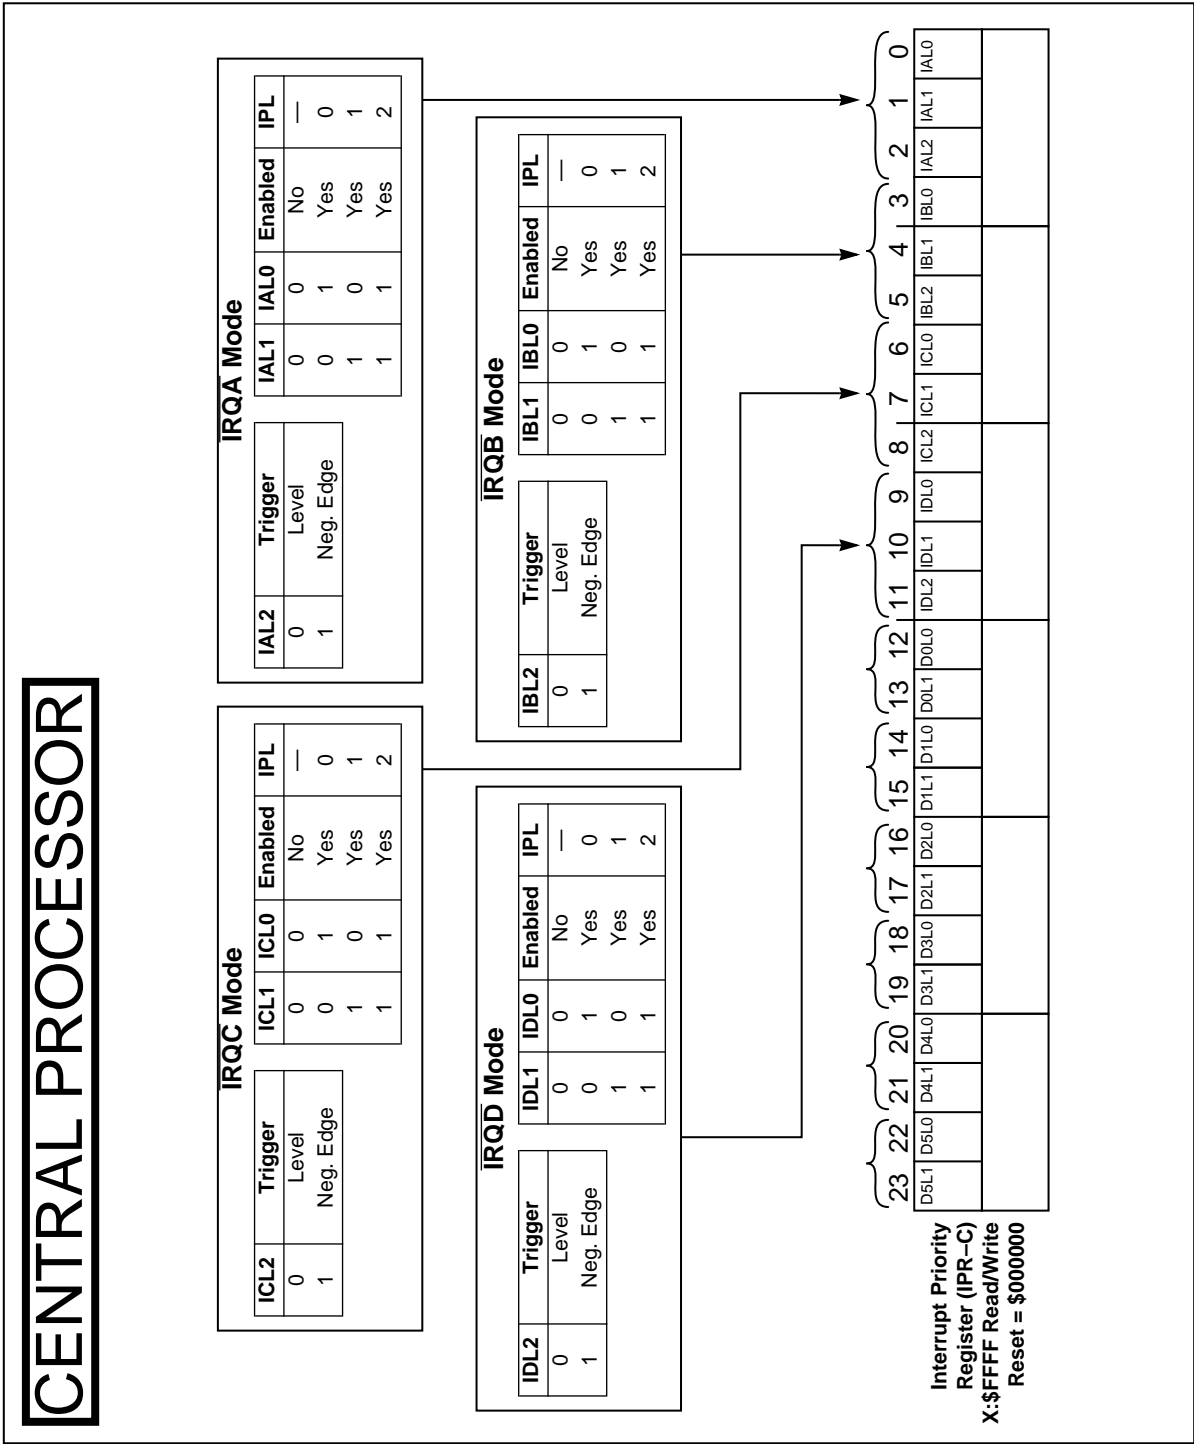 CENTRAL PROCESSOR
IRQC Mode
ICL2 Trigger
0 Level
1 Neg. Edge
ICL1 ICL0 Enabled IPL
0 0 No —
0 1 Yes 0
1 0 Yes 1
1 1 Yes 2
IRQA Mode
IAL2 Trigger
0 Level
1 Neg. Edge
IAL1 IAL0 Enabled IPL
0 0 No —
0 1 Yes 0
1 0 Yes 1
1 1 Yes 2
IRQD Mode
IDL2 Trigger
0 Level
1 Neg. Edge
IDL1 IDL0 Enabled IPL
0 0 No —
0 1 Yes 0
1 0 Yes 1
1 1 Yes 2
IRQB Mode
IBL2 Trigger
0 Level
1 Neg. Edge
IBL1 IBL0 Enabled IPL
0 0 No —
0 1 Yes 0
1 0 Yes 1
1 1 Yes 2
23 22 21 20 19 18 17 16 15 14 13 12 11 10 9 8 7 6 5 4 3 2 1 0
D5L1 D5L0 D4L1 D4L0 D3L1 D3L0 D2L1 D2L0 D1L1 D1L0 D0L1 D0L0 IDL2 IDL1 IDL0 ICL2 ICL1 ICL0 IBL2 IBL1 IBL0 IAL2 IAL1 IAL0
Interrupt Priority
Register (IPR–C)
X:$FFFF Read/Write
Reset = $000000